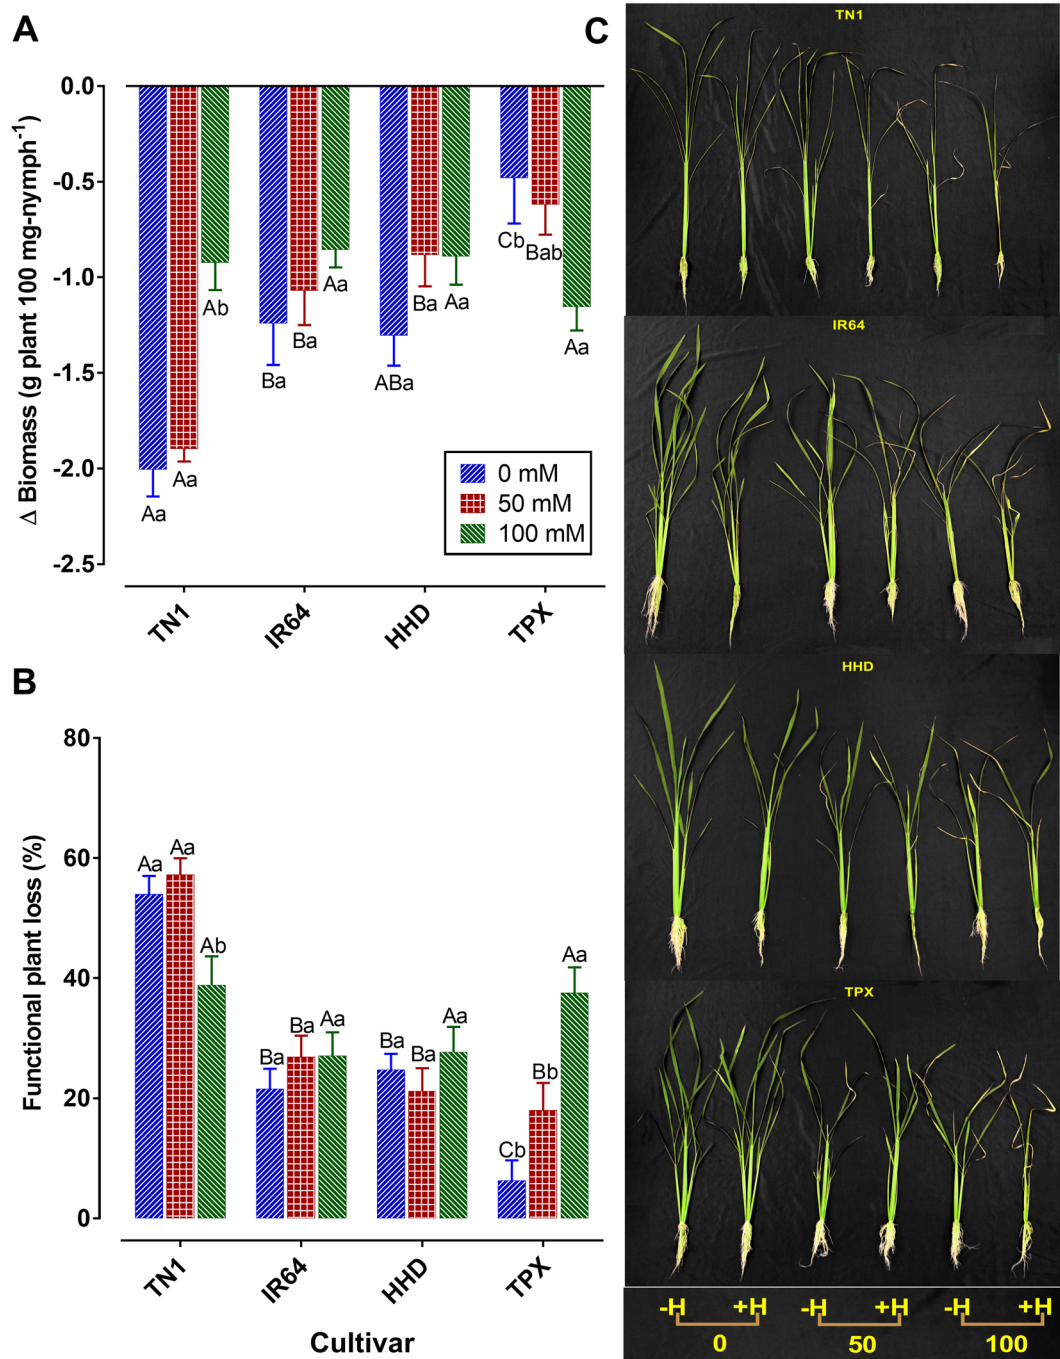 A
Δ Biomass (g plant 100 mg-nymph⁻¹)
0.0
-0.5
-1.0
-1.5
-2.0
-2.5
Aa
Aa
Ab
Ba
Ba
Aa
ABa
Ba
Aa
Cb
Bab
Aa
0 mM
50 mM
100 mM
TN1
IR64
HHD
TPX
B
Functional plant loss (%)
80
60
40
20
0
Aa
Aa
Ab
Ba
Ba
Aa
Ba
Ba
Aa
Cb
Bb
Aa
TN1
IR64
HHD
TPX
Cultivar
C
TN1
IR64
HHD
TPX
-H +H -H +H -H +H
0 50 100